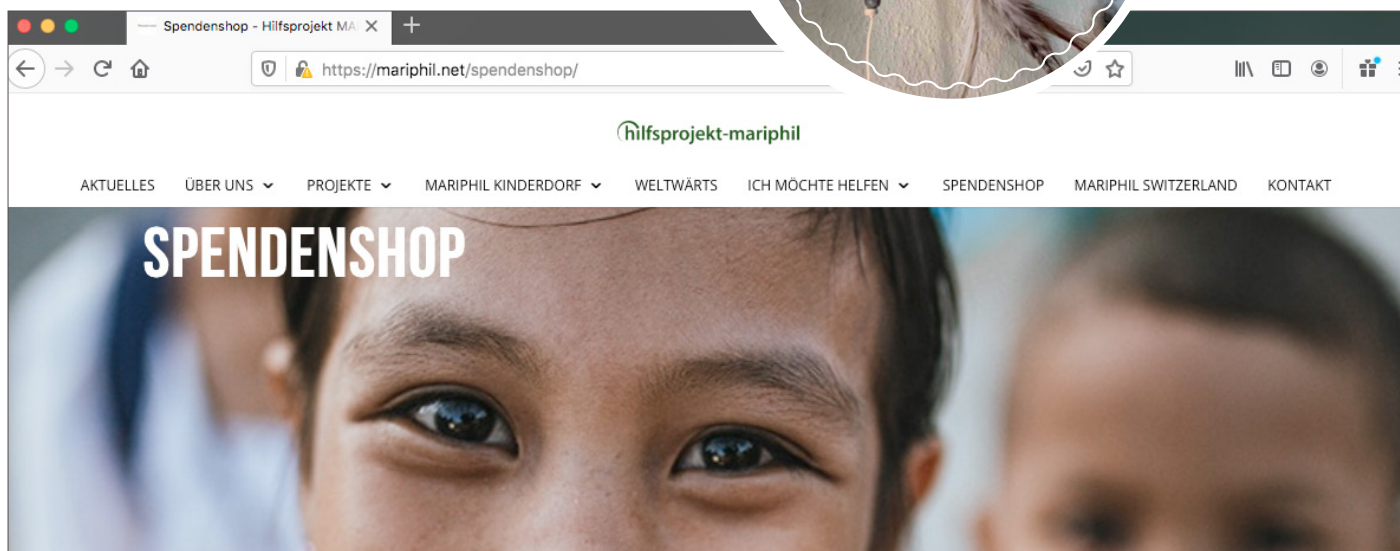 Spendenshop - Hilfsprojekt MA
https://mariphil.net/spendenshop/
hilfsprojekt-mariphil
AKTUELLES ÜBER UNS PROJEKTE MARIPHIL KINDERDORF WELTWÄRTS ICH MÖCHTE HELFEN SPENDENSHOP MARIPHIL SWITZERLAND KONTAKT
SPENDENSHOP